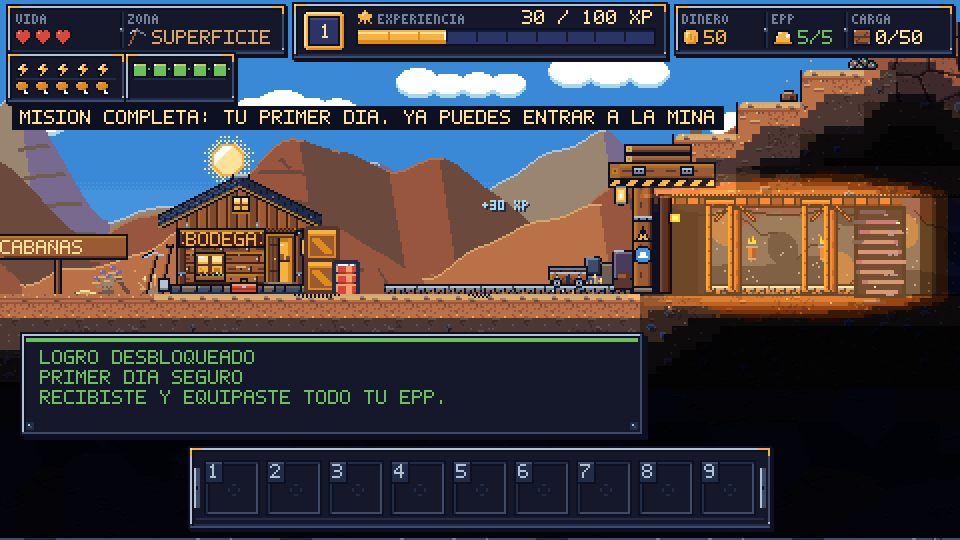 VIDA
ZONA
SUPERFICIE
1
EXPERIENCIA
30 / 100 XP
DINERO
50
EPP
5/5
CARGA
0/50
MISION COMPLETA: TU PRIMER DIA. YA PUEDES ENTRAR A LA MINA
+30 XP
BODEGA
CABAÑAS
LOGRO DESBLOQUEADO
PRIMER DIA SEGURO
RECIBISTE Y EQUIPASTE TODO TU EPP.
1 2 3 4 5 6 7 8 9